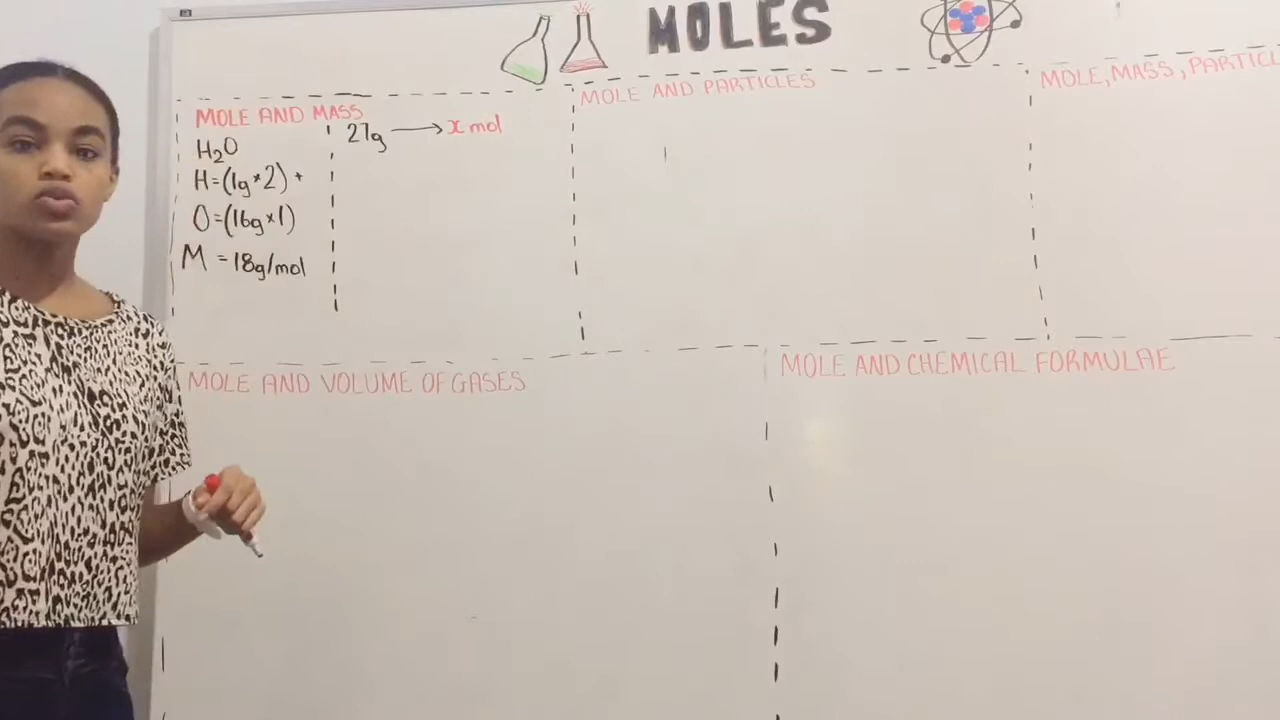 MOLES
MOLE AND MASS
H₂O
H=(1g*2) +
O=(16g×1)
M =18g/mol
27g → x mol
MOLE AND PARTICLES
MOLE, MASS, PARTICL
MOLE AND VOLUME OF GASES
MOLE AND CHEMICAL FORMULAE